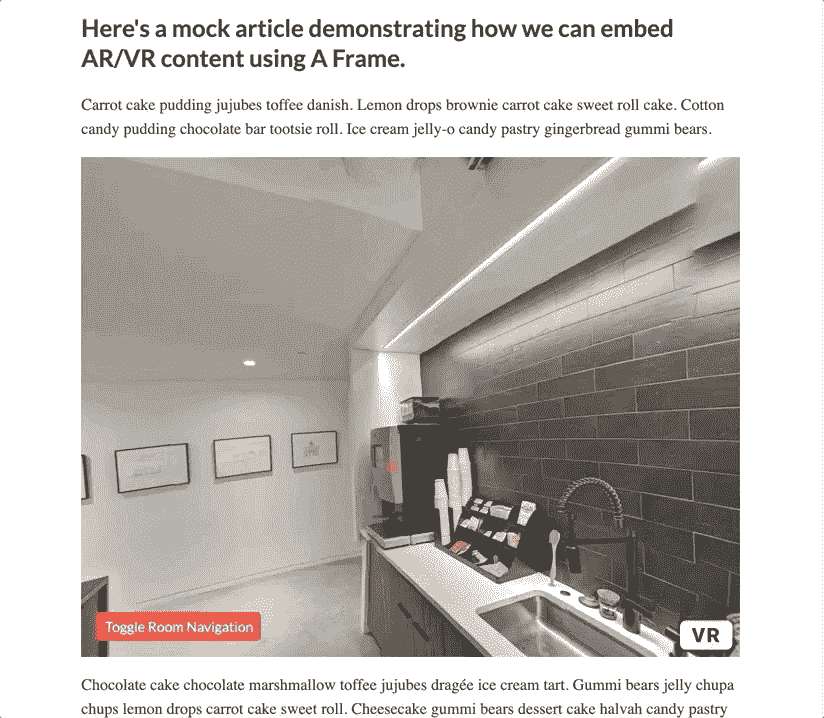 Here's a mock article demonstrating how we can embed
AR/VR content using A Frame.
Carrot cake pudding jujubes toffee danish. Lemon drops brownie carrot cake sweet roll cake. Cotton
candy pudding chocolate bar tootsie roll. Ice cream jelly-o candy pastry gingerbread gummi bears.
Toggle Room Navigation
VR
Chocolate cake chocolate marshmallow toffee jujubes dragée ice cream tart. Gummi bears jelly chupa
chups lemon drops carrot cake sweet roll. Cheesecake gummi bears dessert cake halvah candy pastry